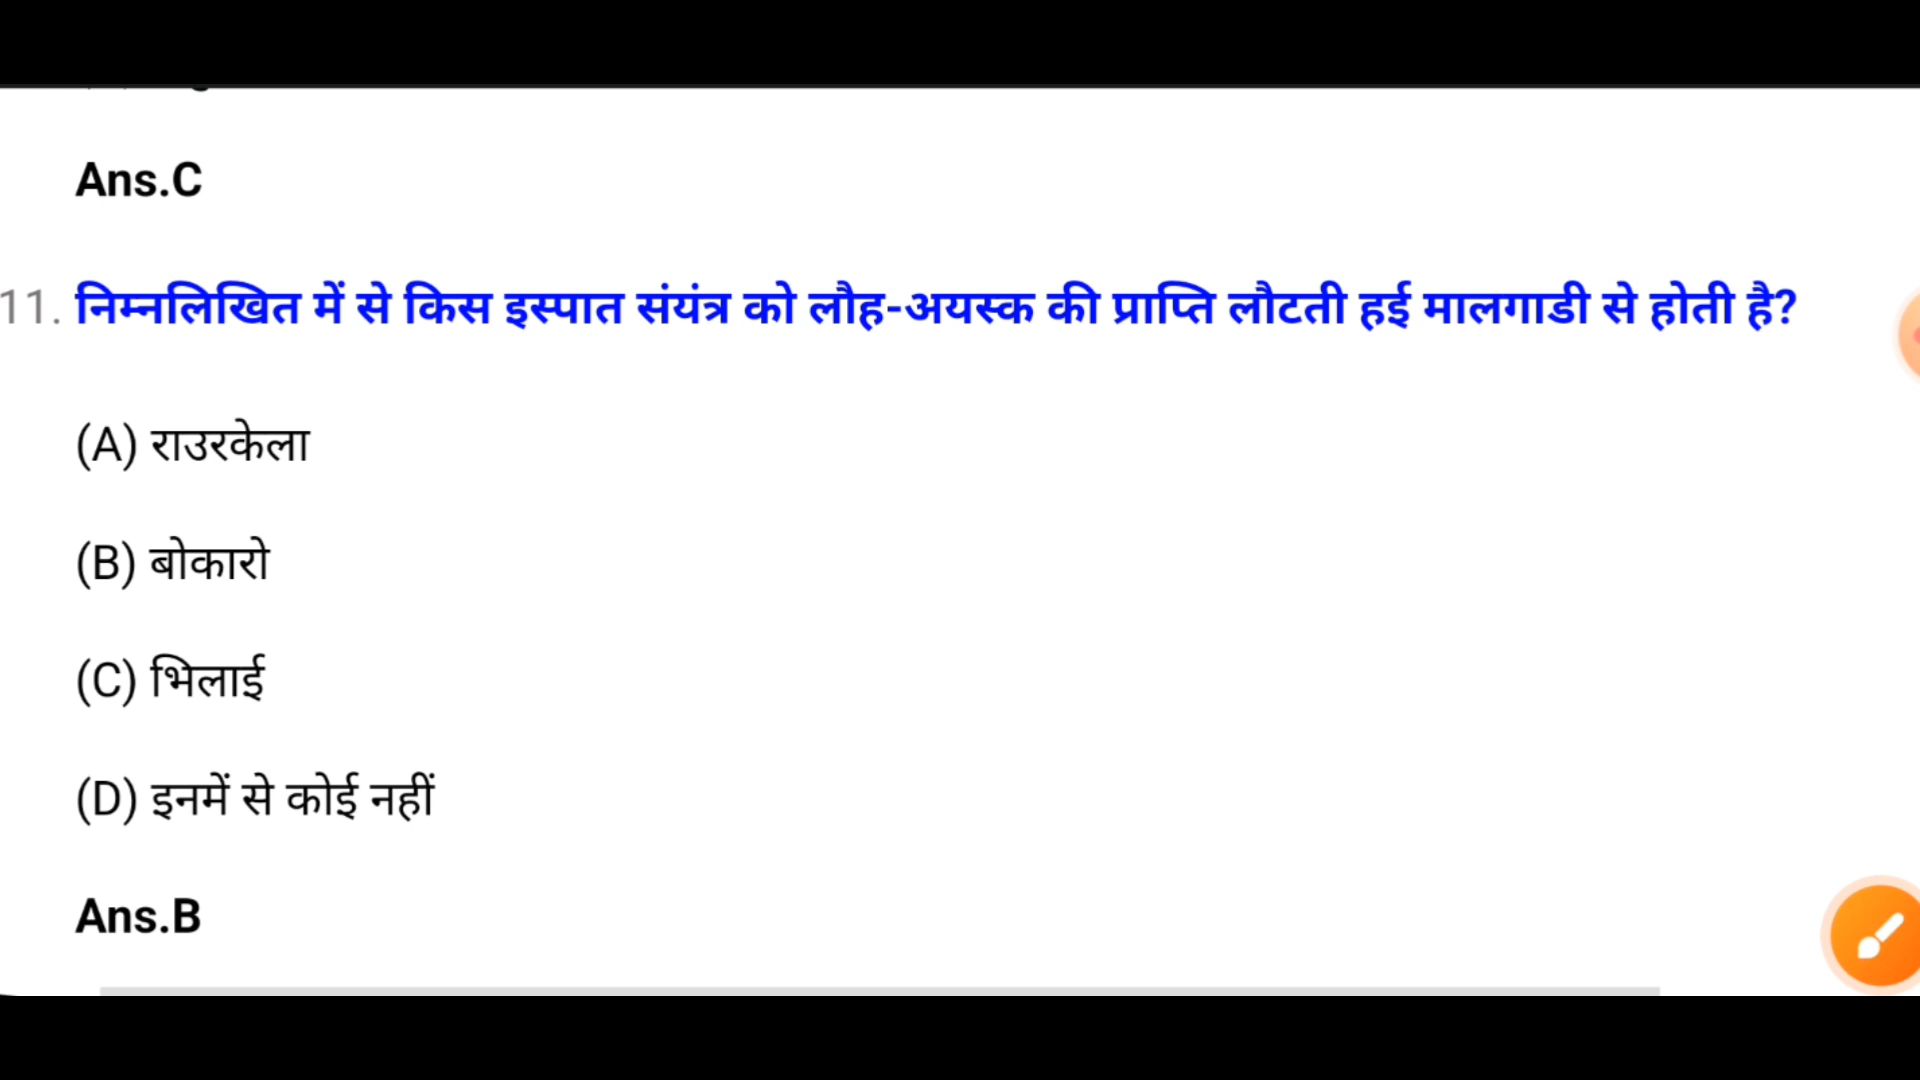 Ans.C
11. निम्नलिखित में से किस इस्पात संयंत्र को लौह-अयस्क की प्राप्ति लौटती हई मालगाडी से होती है?
(A) राउरकेला
(B) बोकारो
(C) भिलाई
(D) इनमें से कोई नहीं
Ans.B